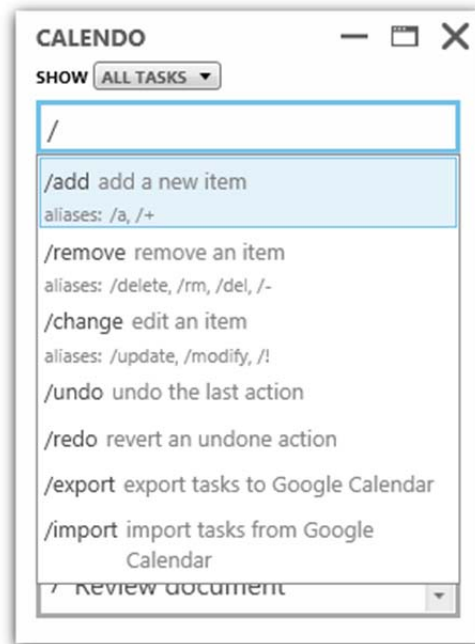 CALENDO
SHOW ALL TASKS
/
/add add a new item
aliases: /a, /+
/remove remove an item
aliases: /delete, /rm, /del, /-
/change edit an item
aliases: /update, /modify, /!
/undo undo the last action
/redo revert an undone action
/export export tasks to Google Calendar
/import import tasks from Google
Calendar
Review document